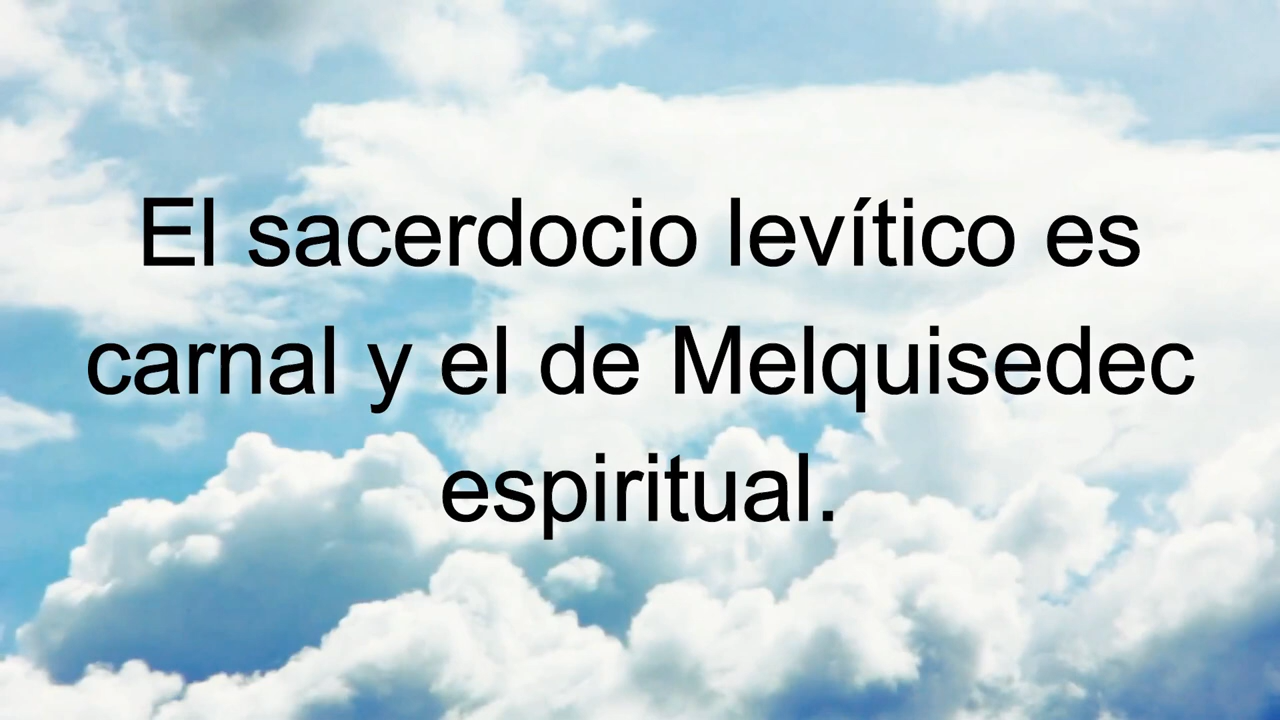 El sacerdocio levítico es
carnal y el de Melquisedec
espiritual.